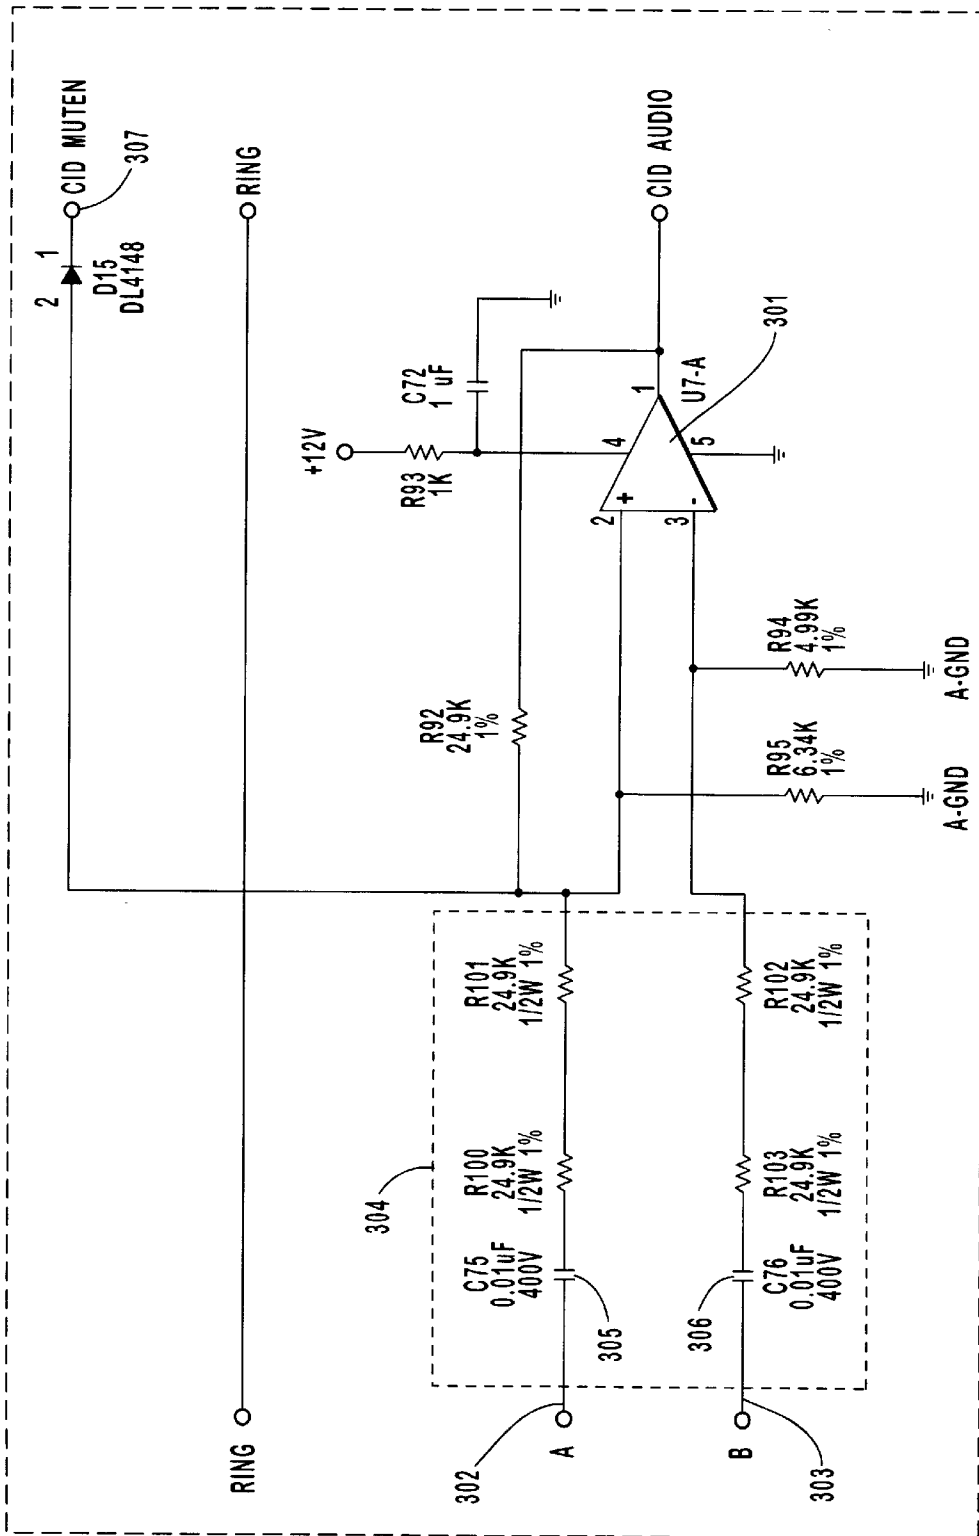 2
1
CID MUTEN
D15
DL4148
307
RING
RING
+12V
R93
1K
C72
1 uF
CID AUDIO
R92
24.9K
1%
4
1
U7-A
301
2
+
3
-
5
304
R100
24.9K
1/2W 1%
R101
24.9K
1/2W 1%
C75
0.01uF
400V
305
302
A
R95
6.34K
1%
R94
4.99K
1%
A-GND
A-GND
306
C76
0.01uF
400V
R103
24.9K
1/2W 1%
R102
24.9K
1/2W 1%
B
303